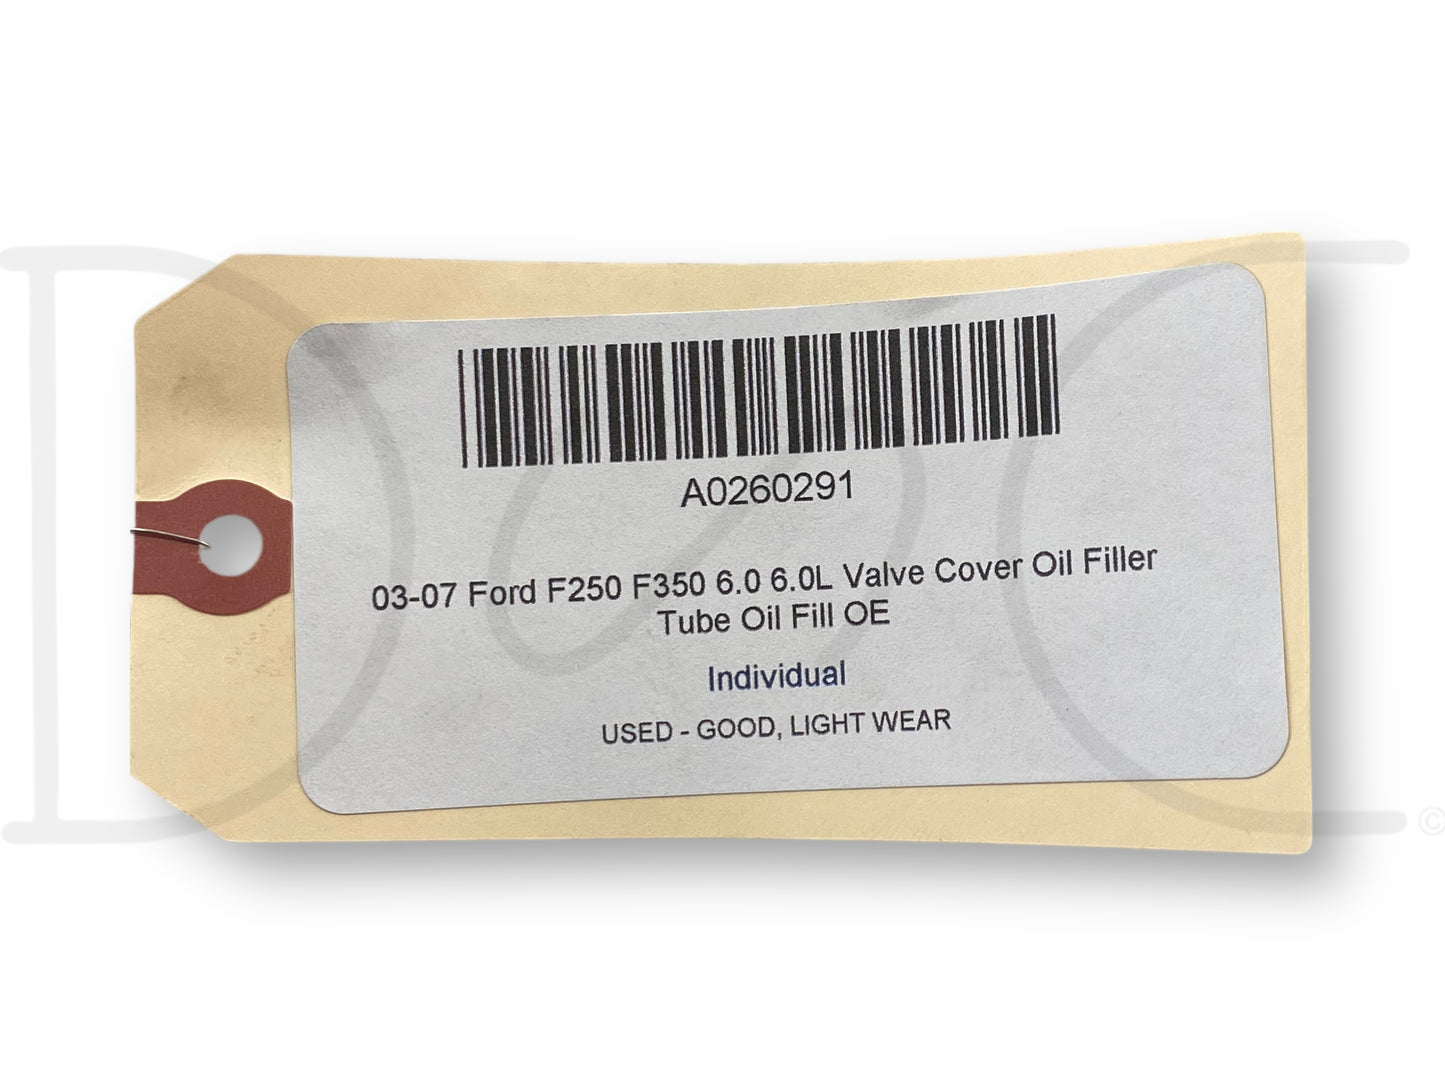 A0260291
03-07 Ford F250 F350 6.0 6.0L Valve Cover Oil Filler
Tube Oil Fill OE
Individual
USED - GOOD, LIGHT WEAR
©